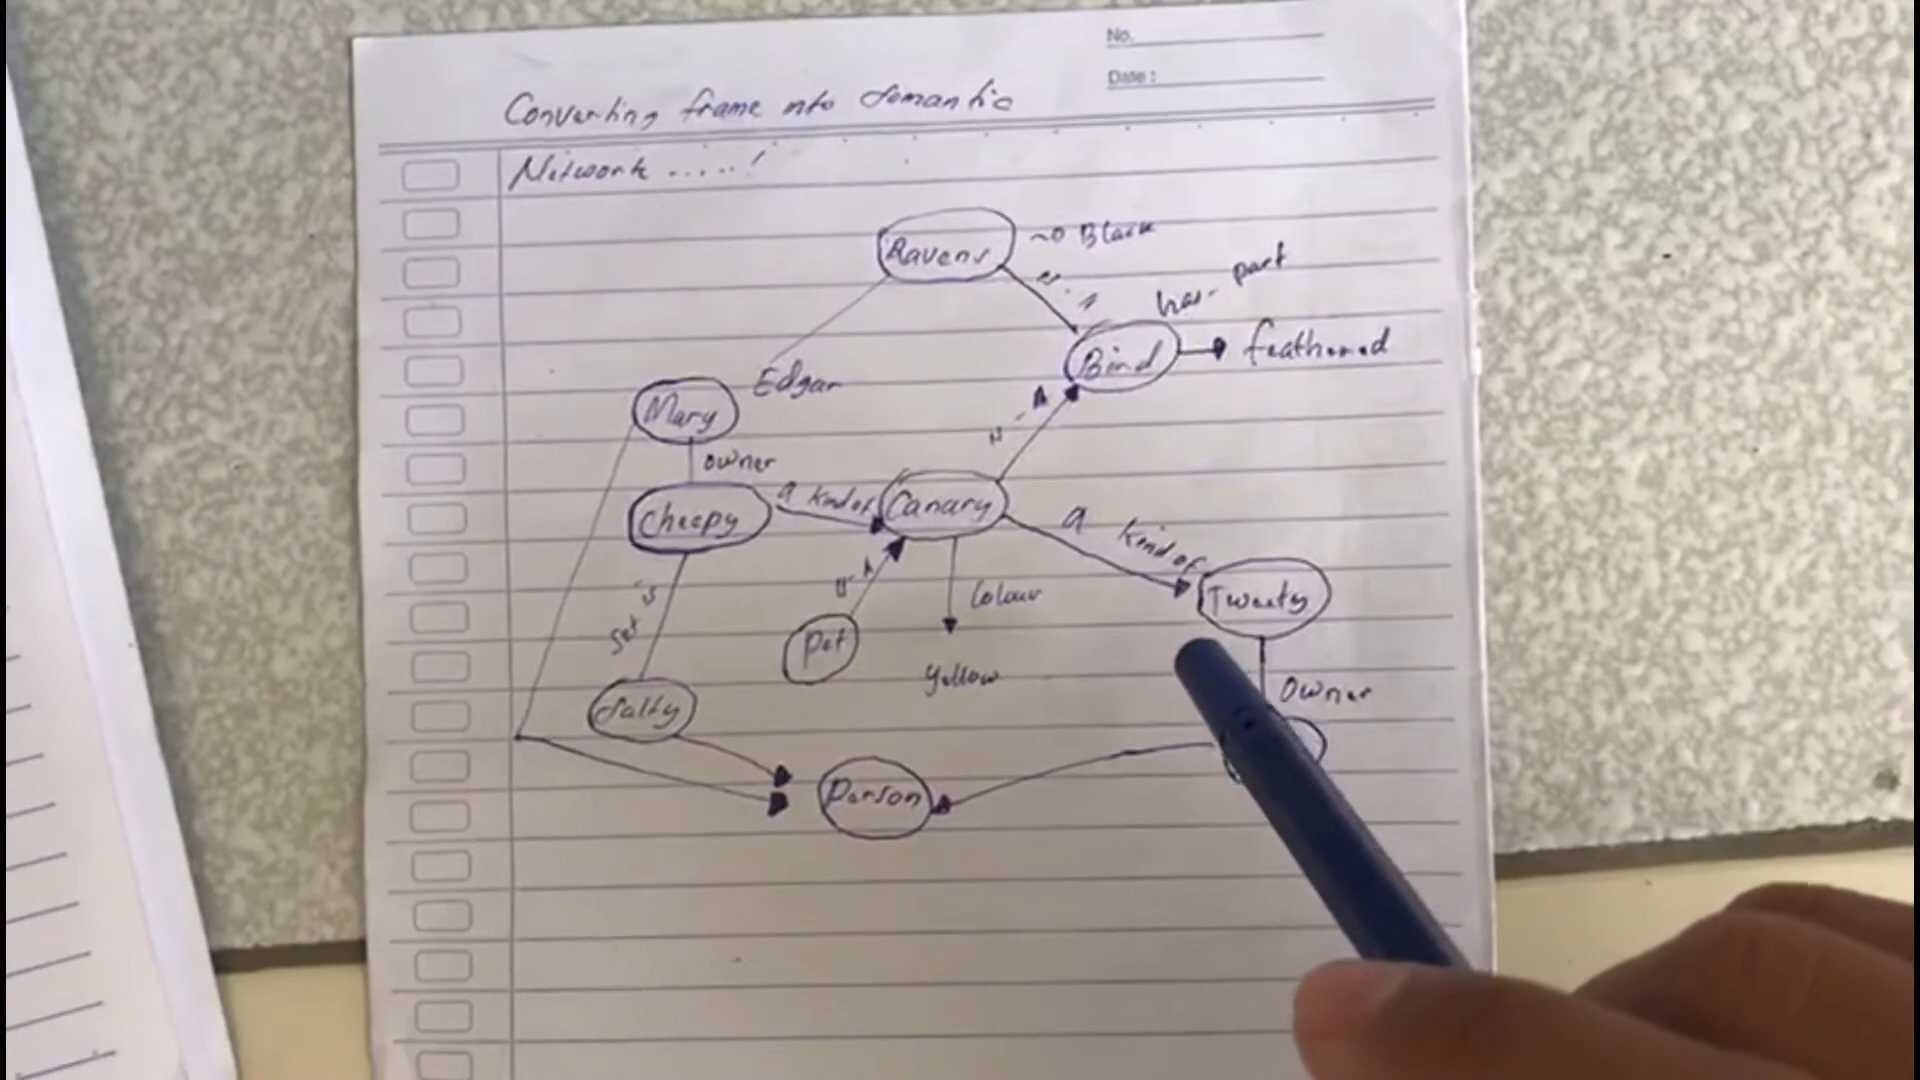 No.
Date :
Converting frame into Semantic
Network .....!
Ravens
Black
has-part
Bird
feathered
Edgar
Mary
owner
Cheepy
a kind of
Canary
a kind of
Tweety
Colour
Pet
Yellow
Owner
Salty
Person